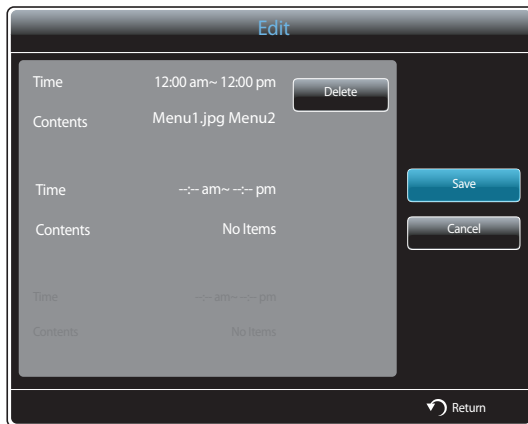 Edit
Time 12:00 am~ 12:00 pm Delete
Contents Menu1.jpg Menu2
Time --:-- am~ --:-- pm
Save
Contents No Items
Cancel
Time --:-- am~ --:-- pm
Contents No Items
Return